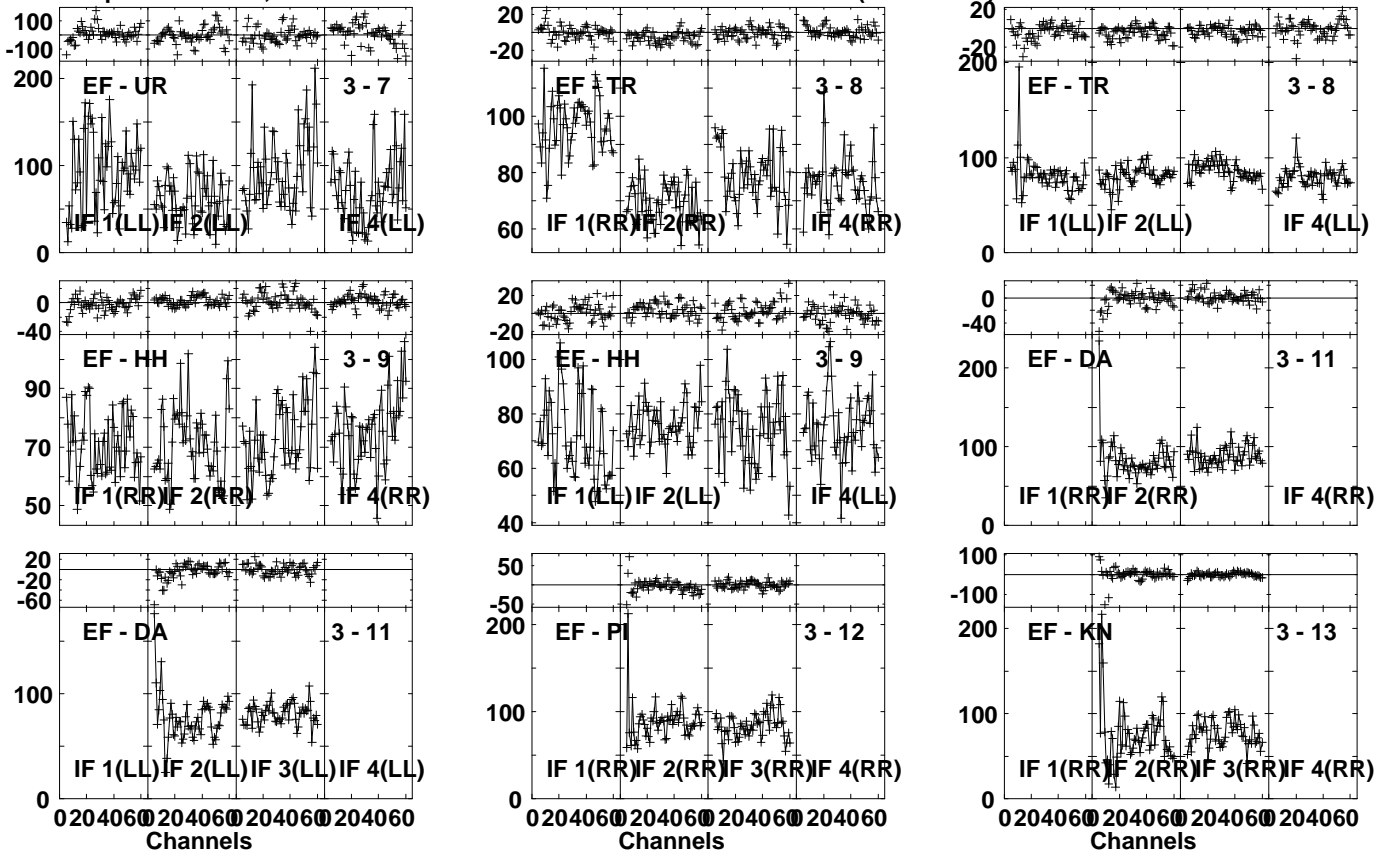 100
-100
EF - UR 3 - 7
200
100
IF 1(LL) IF 2(LL) IF 4(LL)
0
20
-20
EF - TR 3 - 8
100
80
60
IF 1(RR) IF 2(RR) IF 4(RR)
20
-20
200
EF - TR 3 - 8
100
IF 1(LL) IF 2(LL) IF 4(LL)
0
0
-40
EF - HH 3 - 9
90
70
50
IF 1(RR) IF 2(RR) IF 4(RR)
20
-20
100
EF - HH 3 - 9
80
60
40
IF 1(LL) IF 2(LL) IF 4(LL)
0
-40
EF - DA 3 - 11
200
100
IF 1(RR) IF 2(RR) IF 4(RR)
0
20
-20
-60
EF - DA 3 - 11
100
IF 1(LL) IF 2(LL) IF 3(LL) IF 4(LL)
0
0 20 40 60 0 20 40 60 0 20 40 60 0 20 40 60
Channels
50
-50
EF - PI 3 - 12
200
100
IF 1(RR) IF 2(RR) IF 3(RR) IF 4(RR)
0
0 20 40 60 0 20 40 60 0 20 40 60 0 20 40 60
Channels
100
-100
EF - KN 3 - 13
200
100
IF 1(RR) IF 2(RR) IF 3(RR) IF 4(RR)
0
0 20 40 60 0 20 40 60 0 20 40 60 0 20 40 60
Channels